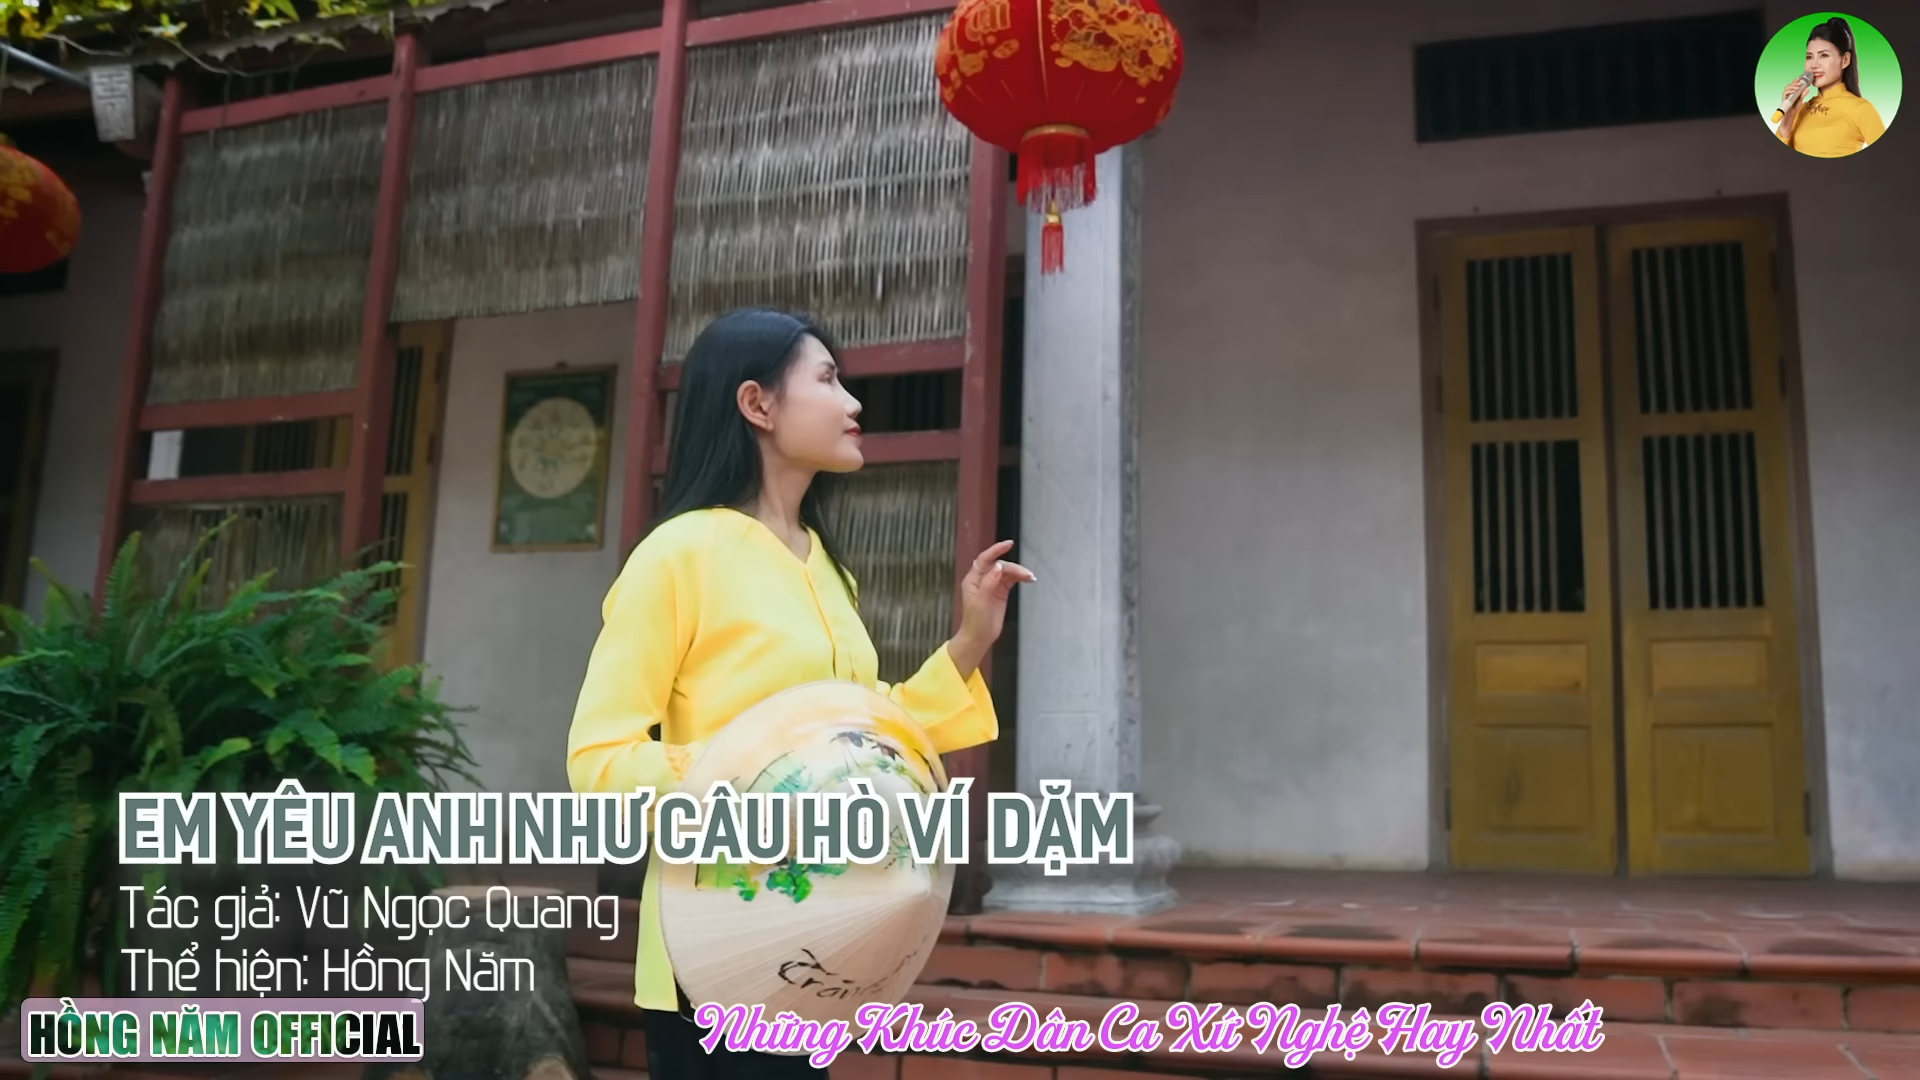 EM YÊU ANH NHƯ CÂU HÒ VÍ DẶM
Tác giả: Vũ Ngọc Quang
Thể hiện: Hồng Năm
HỒNG NĂM OFFICIAL
Những Khúc Dân Ca Xứ Nghệ Hay Nhất